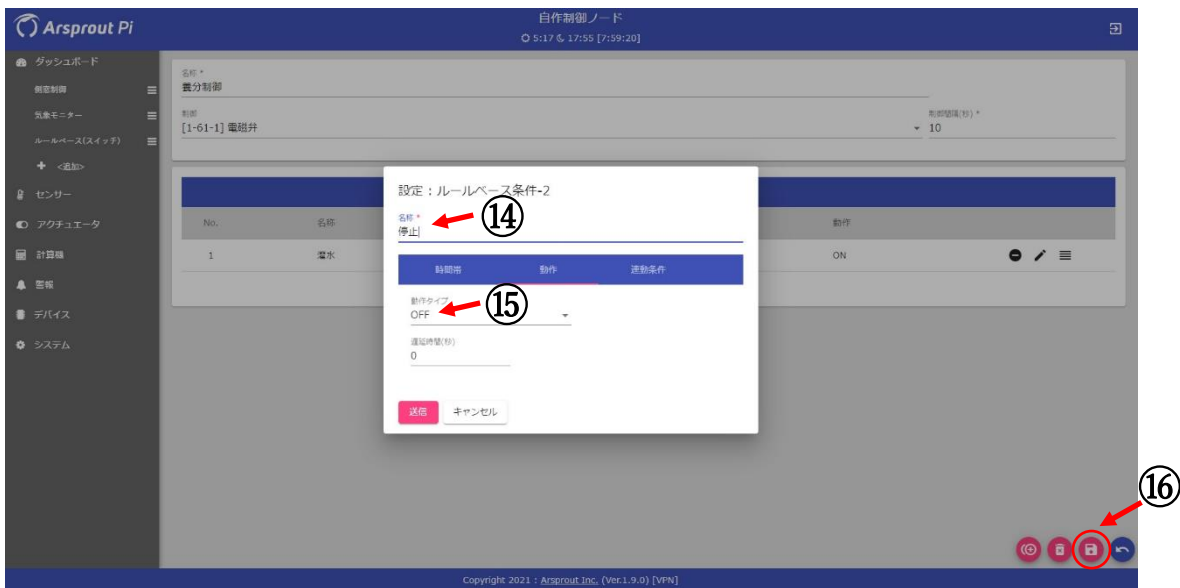 Arsprout Pi
自作制御ノード
5:17 17:55 [7:59:20]
ダッシュボード
側窓制御
気象モニター
ルールベース(スイッチ)
<追加>
センサー
アクチュエータ
計算機
警報
デバイス
システム
名称 *
養分制御
制御
[1-61-1] 電磁弁
制御間隔(秒) *
10
No.
名称
動作
1
灌水
ON
設定：ルールベース条件-2
名称 *
停止
⑭
時間帯
動作
連動条件
動作タイプ
OFF
⑮
遅延時間(秒)
0
送信
キャンセル
⑯
Copyright 2021 : Arsprout Inc. (Ver.1.9.0) [VPN]